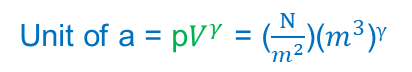 Unit of a = pV^γ = (N/m²)(m³)^γ